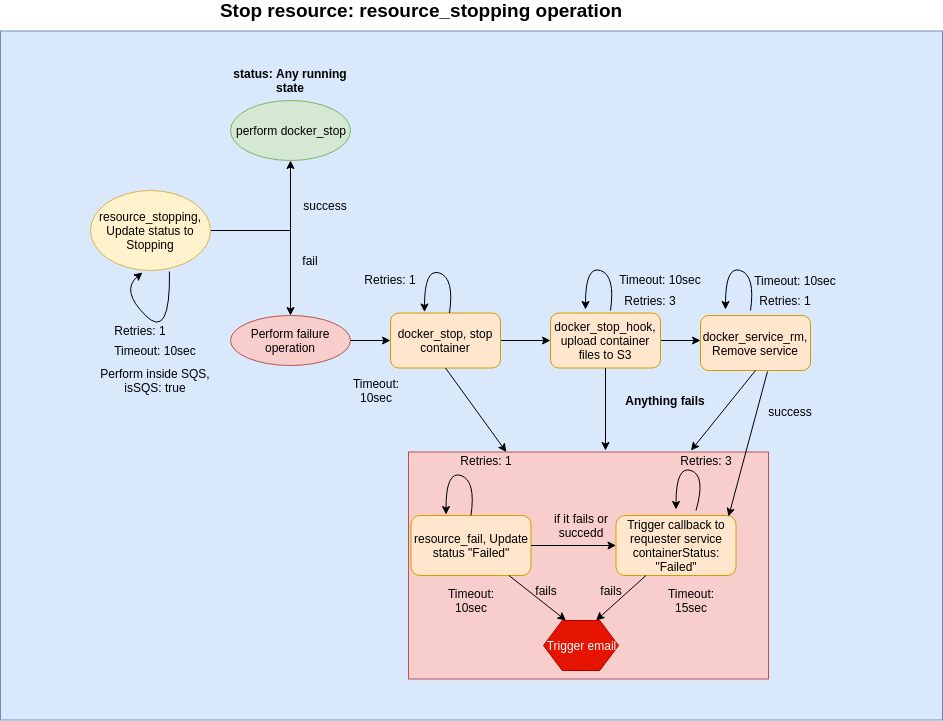 Stop resource: resource_stopping operation
status: Any running
state
perform docker_stop
success
resource_stopping,
Update status to
Stopping
fail
Retries: 1
Timeout: 10sec
Perform inside SQS,
isSQS: true
Perform failure
operation
Retries: 1
docker_stop, stop
container
Timeout:
10sec
Timeout: 10sec
Retries: 3
docker_stop_hook,
upload container
files to S3
Timeout: 10sec
Retries: 1
docker_service_rm,
Remove service
Anything fails
success
Retries: 1
resource_fail, Update
status "Failed"
Timeout:
10sec
if it fails or
succedd
Retries: 3
Trigger callback to
requester service
containerStatus:
"Failed"
Timeout:
15sec
fails
fails
Trigger email